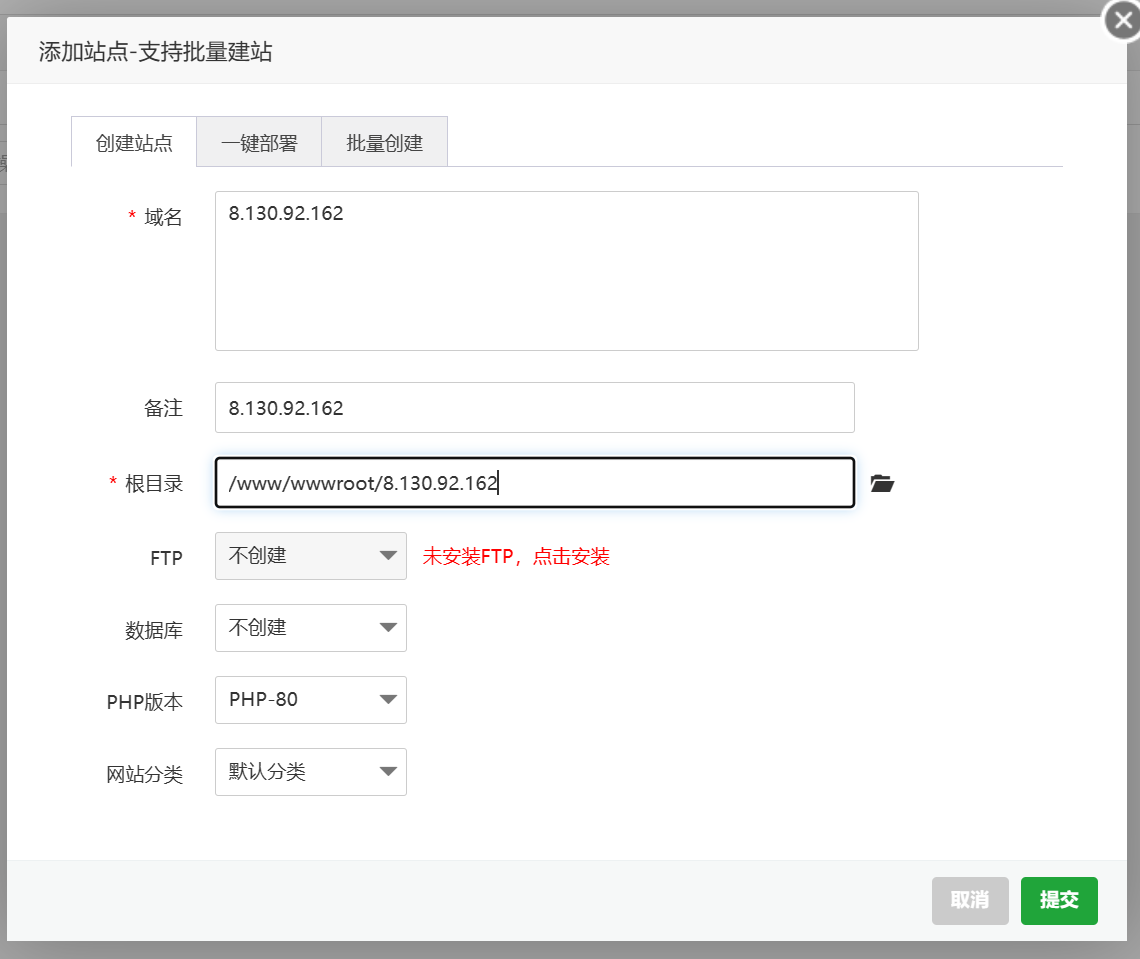 添加站点-支持批量建站
创建站点 一键部署 批量创建
* 域名 8.130.92.162
备注 8.130.92.162
* 根目录 /www/wwwroot/8.130.92.162
FTP 不创建 未安装FTP，点击安装
数据库 不创建
PHP版本 PHP-80
网站分类 默认分类
取消 提交